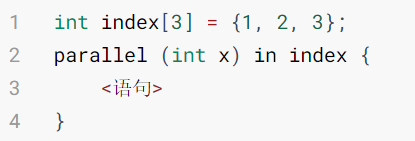 1 int index[3] = {1, 2, 3};
2 parallel (int x) in index {
3 <语句>
4 }